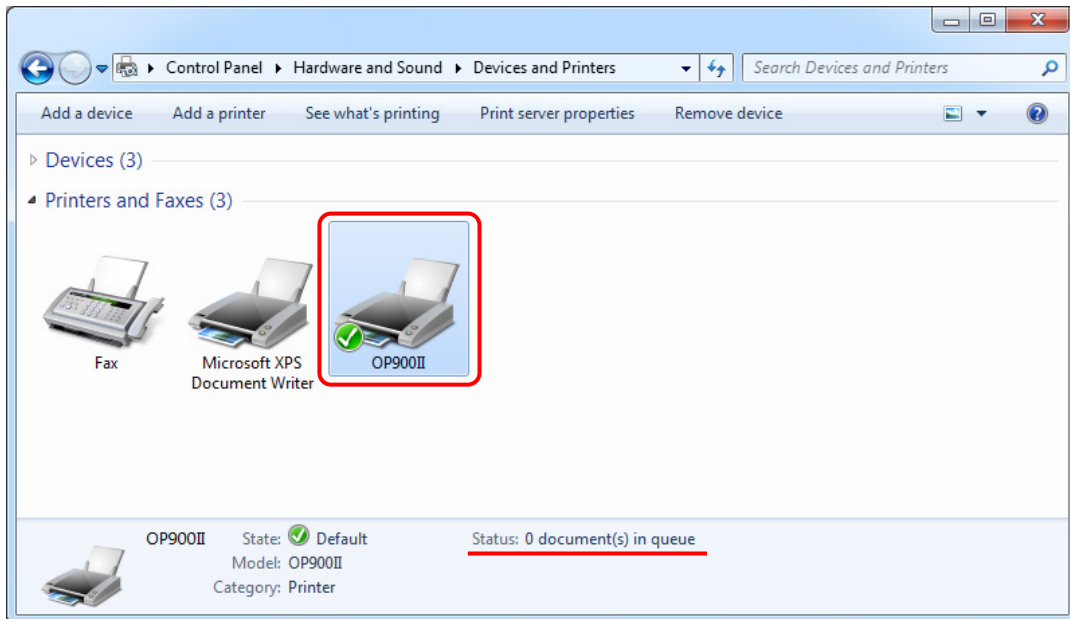 Control Panel Hardware and Sound Devices and Printers Search Devices and Printers
Add a device Add a printer See what's printing Print server properties Remove device
Devices (3)
Printers and Faxes (3)
Fax
Microsoft XPS
Document Writer
OP900II
OP900II State: Default Status: 0 document(s) in queue
Model: OP900II
Category: Printer